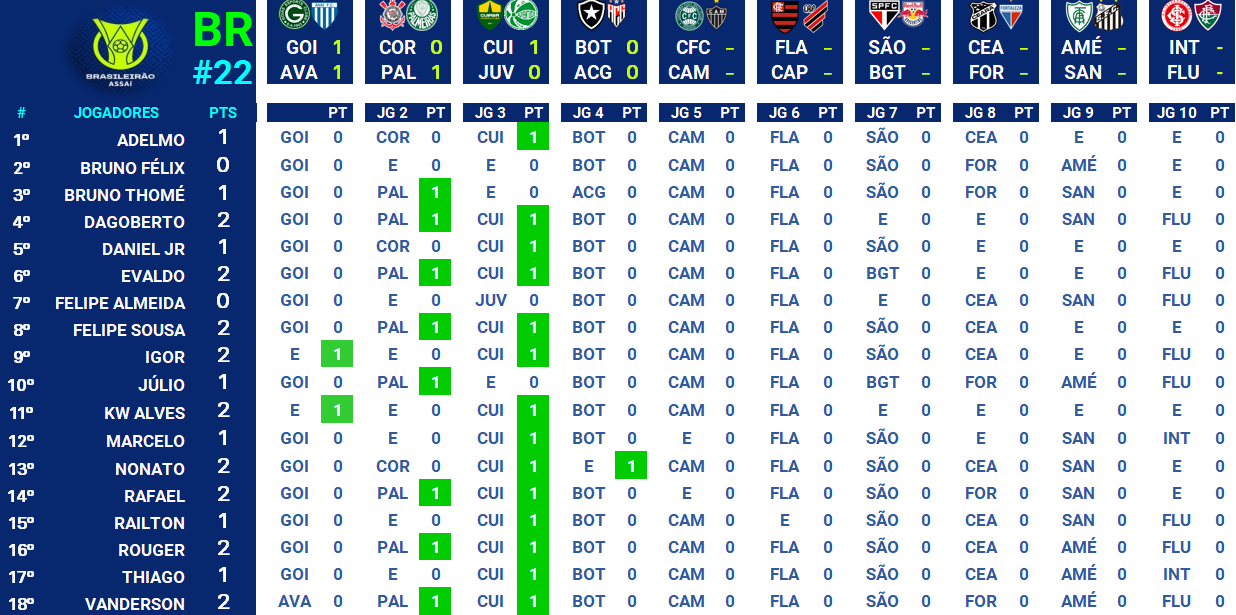 BR GOI 1 COR 0 CUI 1 BOT 0 CFC – FLA – SÃO – CEA – AMÉ – INT -
#22 AVA 1 PAL 1 JUV 0 ACG 0 CAM – CAP – BGT – FOR – SAN – FLU -
BRASILEIRÃO
ASSAÍ
SPFC
FORTALEZA
# JOGADORES PTS PT JG 2 PT JG 3 PT JG 4 PT JG 5 PT JG 6 PT JG 7 PT JG 8 PT JG 9 PT JG 10 PT
1º ADELMO 1 GOI 0 COR 0 CUI 1 BOT 0 CAM 0 FLA 0 SÃO 0 CEA 0 E 0 E 0
2º BRUNO FÉLIX 0 GOI 0 E 0 E 0 BOT 0 CAM 0 FLA 0 SÃO 0 FOR 0 AMÉ 0 E 0
3º BRUNO THOMÉ 1 GOI 0 PAL 1 E 0 ACG 0 CAM 0 FLA 0 SÃO 0 FOR 0 SAN 0 E 0
4º DAGOBERTO 2 GOI 0 PAL 1 CUI 1 BOT 0 CAM 0 FLA 0 E 0 E 0 SAN 0 FLU 0
5º DANIEL JR 1 GOI 0 COR 0 CUI 1 BOT 0 CAM 0 FLA 0 SÃO 0 E 0 E 0 E 0
6º EVALDO 2 GOI 0 PAL 1 CUI 1 BOT 0 CAM 0 FLA 0 BGT 0 E 0 E 0 FLU 0
7º FELIPE ALMEIDA 0 GOI 0 E 0 JUV 0 BOT 0 CAM 0 FLA 0 E 0 CEA 0 SAN 0 FLU 0
8º FELIPE SOUSA 2 GOI 0 PAL 1 CUI 1 BOT 0 CAM 0 FLA 0 SÃO 0 CEA 0 E 0 E 0
9º IGOR 2 E 1 E 0 CUI 1 BOT 0 CAM 0 FLA 0 SÃO 0 CEA 0 E 0 FLU 0
10º JÚLIO 1 GOI 0 PAL 1 E 0 BOT 0 CAM 0 FLA 0 BGT 0 FOR 0 AMÉ 0 FLU 0
11º KW ALVES 2 E 1 E 0 CUI 1 BOT 0 CAM 0 FLA 0 E 0 E 0 E 0 E 0
12º MARCELO 1 GOI 0 E 0 CUI 1 BOT 0 E 0 FLA 0 SÃO 0 E 0 SAN 0 INT 0
13º NONATO 2 GOI 0 COR 0 CUI 1 E 1 CAM 0 FLA 0 SÃO 0 CEA 0 SAN 0 E 0
14º RAFAEL 2 GOI 0 PAL 1 CUI 1 BOT 0 E 0 FLA 0 SÃO 0 FOR 0 SAN 0 E 0
15º RAILTON 1 GOI 0 E 0 CUI 1 BOT 0 CAM 0 E 0 SÃO 0 CEA 0 SAN 0 FLU 0
16º ROUGER 2 GOI 0 PAL 1 CUI 1 BOT 0 CAM 0 FLA 0 SÃO 0 CEA 0 AMÉ 0 FLU 0
17º THIAGO 1 GOI 0 E 0 CUI 1 BOT 0 CAM 0 FLA 0 SÃO 0 CEA 0 AMÉ 0 INT 0
18º VANDERSON 2 AVA 0 PAL 1 CUI 1 BOT 0 CAM 0 FLA 0 SÃO 0 FOR 0 AMÉ 0 FLU 0